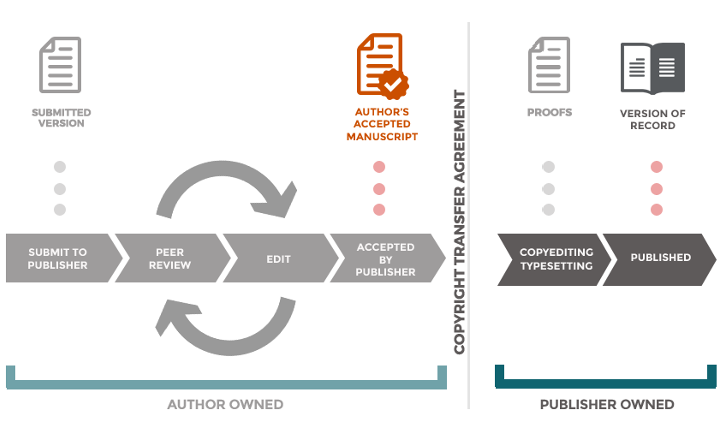 SUBMITTED
VERSION
AUTHOR'S
ACCEPTED
MANUSCRIPT
COPYRIGHT TRANSFER AGREEMENT
PROOFS
VERSION OF
RECORD
SUBMIT TO
PUBLISHER
PEER
REVIEW
EDIT
ACCEPTED
BY
PUBLISHER
COPYEDITING
TYPESETTING
PUBLISHED
AUTHOR OWNED
PUBLISHER OWNED